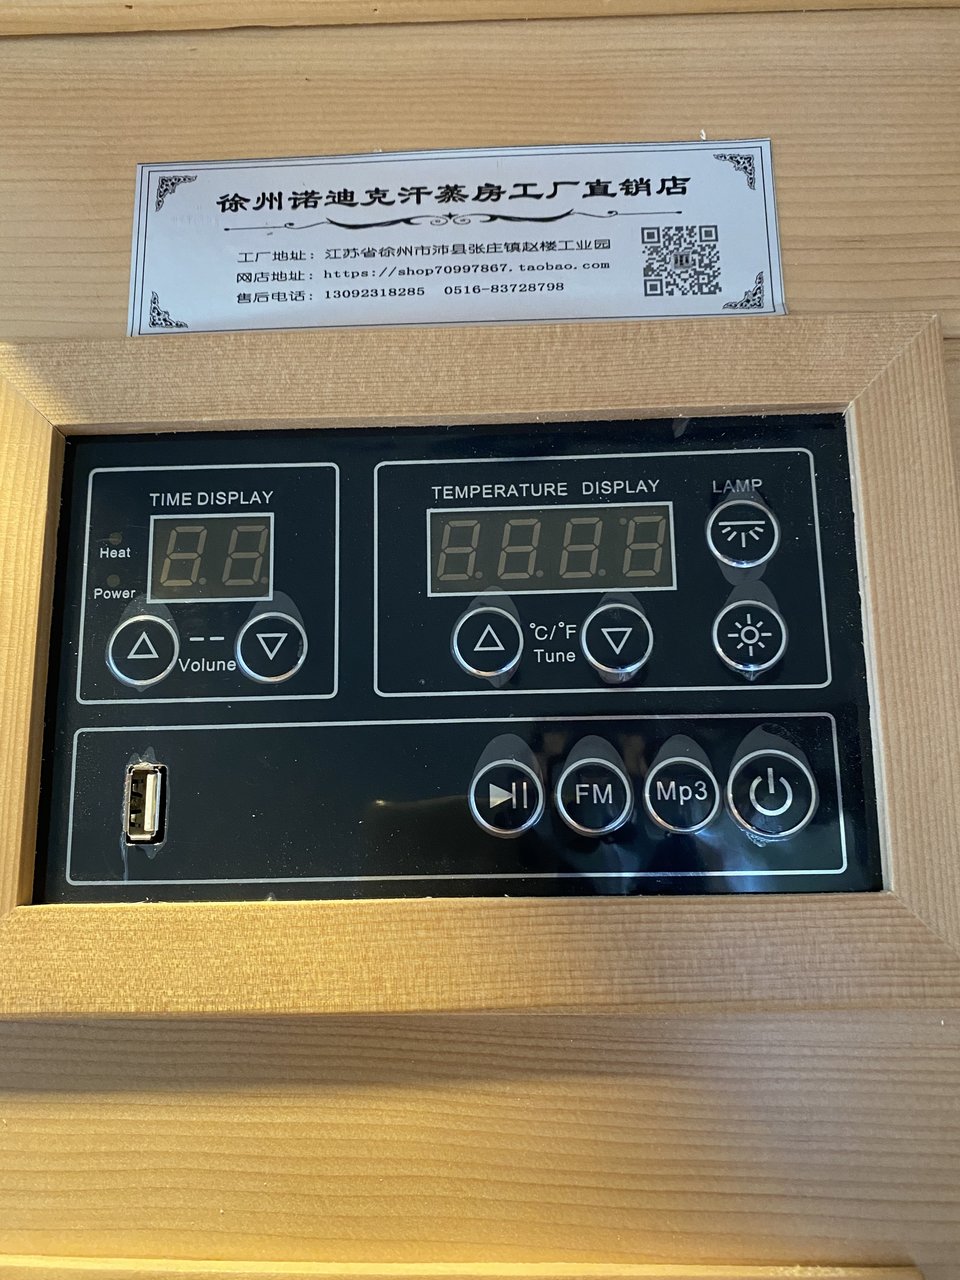 徐州诺迪克汗蒸房工厂直销店
工厂地址：江苏省徐州市沛县张庄镇赵楼工业园
网店地址：https://shop70997867.taobao.com
售后电话：13092318285 0516-83728798
TIME DISPLAY
Heat
Power
-- 
Volune
TEMPERATURE DISPLAY
LAMP
°C/°F
Tune
FM
Mp3